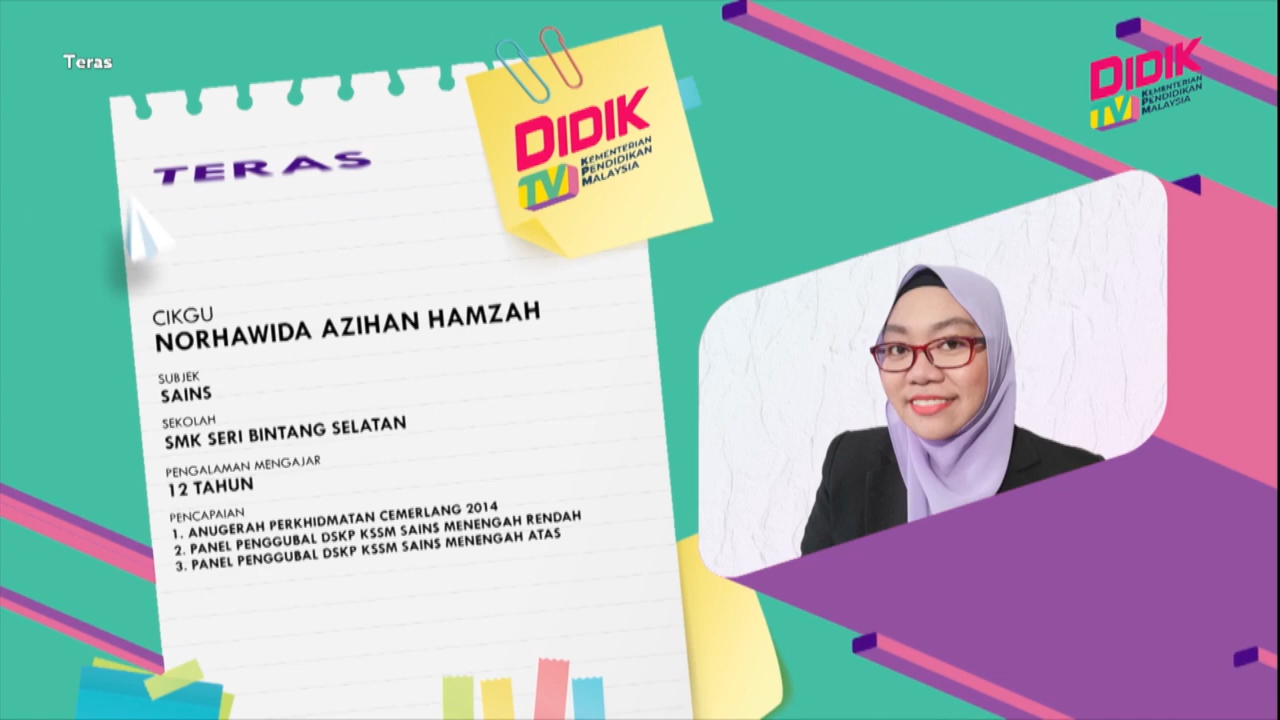 Teras
TERAS
DIDIK
TV
KEMENTERIAN
PENDIDIKAN
MALAYSIA
DIDIK
TV
KEMENTERIAN
PENDIDIKAN
MALAYSIA
CIKGU
NORHAWIDA AZIHAN HAMZAH
SUBJEK
SAINS
SEKOLAH
SMK SERI BINTANG SELATAN
PENGALAMAN MENGAJAR
12 TAHUN
PENCAPAIAN
1. ANUGERAH PERKHIDMATAN CEMERLANG 2014
2. PANEL PENGGUBAL DSKP KSSM SAINS MENENGAH RENDAH
3. PANEL PENGGUBAL DSKP KSSM SAINS MENENGAH ATAS